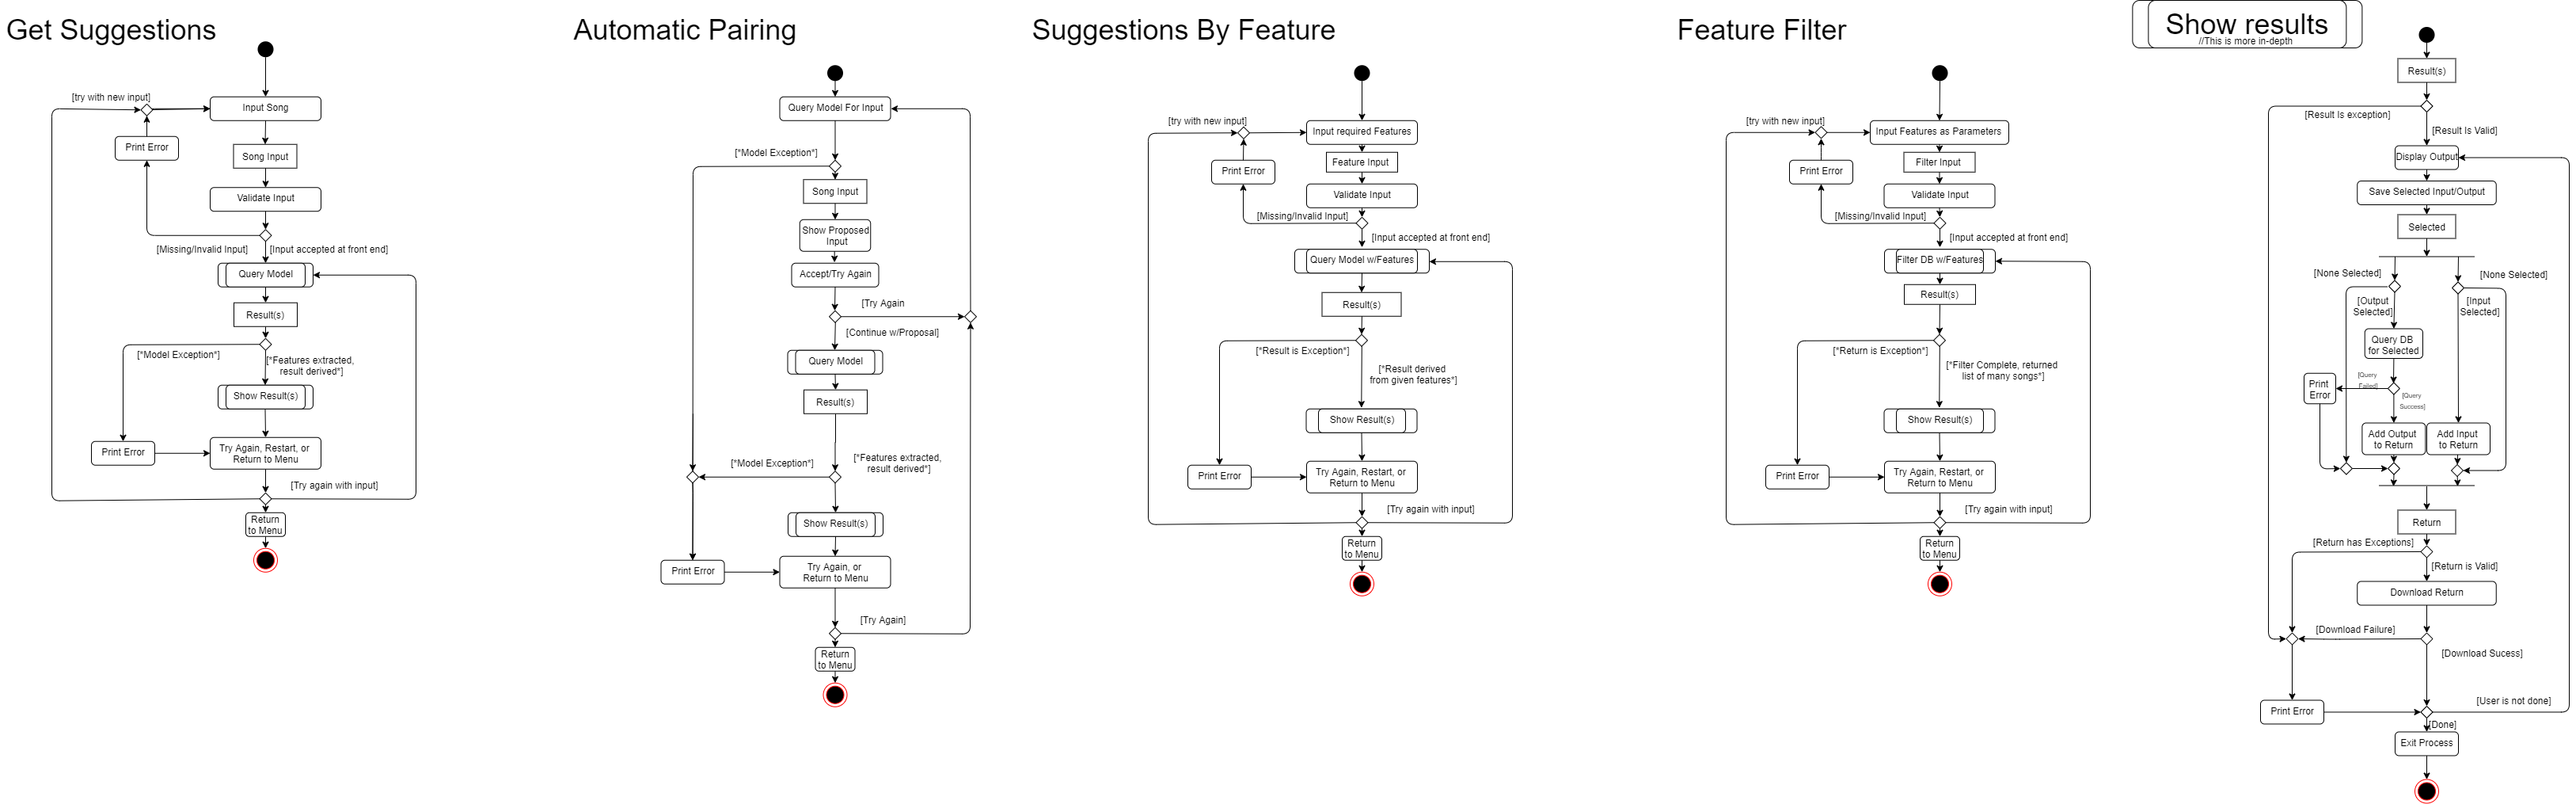 Get Suggestions
[try with new input]
Input Song
Print Error
Song Input
Validate Input
[Missing/Invalid Input]
[Input accepted at front end]
Query Model
Result(s)
[*Model Exception*]
[*Features extracted,
result derived*]
Show Result(s)
Print Error
Try Again, Restart, or
Return to Menu
[Try again with input]
Return
to Menu
Automatic Pairing
Query Model For Input
[*Model Exception*]
Song Input
Show Proposed
Input
Accept/Try Again
[Try Again
[Continue w/Proposal]
Query Model
Result(s)
[*Model Exception*]
[*Features extracted,
result derived*]
Show Result(s)
Print Error
Try Again, or
Return to Menu
[Try Again]
Return
to Menu
Suggestions By Feature
[try with new input]
Input required Features
Print Error
Feature Input
Validate Input
[Missing/Invalid Input]
[Input accepted at front end]
Query Model w/Features
Result(s)
[*Result is Exception*]
[*Result derived
from given features*]
Show Result(s)
Print Error
Try Again, Restart, or
Return to Menu
[Try again with input]
Return
to Menu
Feature Filter
[try with new input]
Input Features as Parameters
Print Error
Filter Input
Validate Input
[Missing/Invalid Input]
[Input accepted at front end]
Filter DB w/Features
Result(s)
[*Return is Exception*]
[*Filter Complete, returned
list of many songs*]
Show Result(s)
Print Error
Try Again, Restart, or
Return to Menu
[Try again with input]
Return
to Menu
Show results
//This is more in-depth
Result(s)
[Result Is exception]
[Result Is Valid]
Display Output
Save Selected Input/Output
Selected
[None Selected]
[None Selected]
[Output
Selected]
[Input
Selected]
Query DB
for Selected
[Query
Failed]
Print
Error
[Query
Success]
Add Output
to Return
Add Input
to Return
Return
[Return has Exceptions]
[Return is Valid]
Download Return
[Download Failure]
[Download Sucess]
[User is not done]
Print Error
[Done]
Exit Process